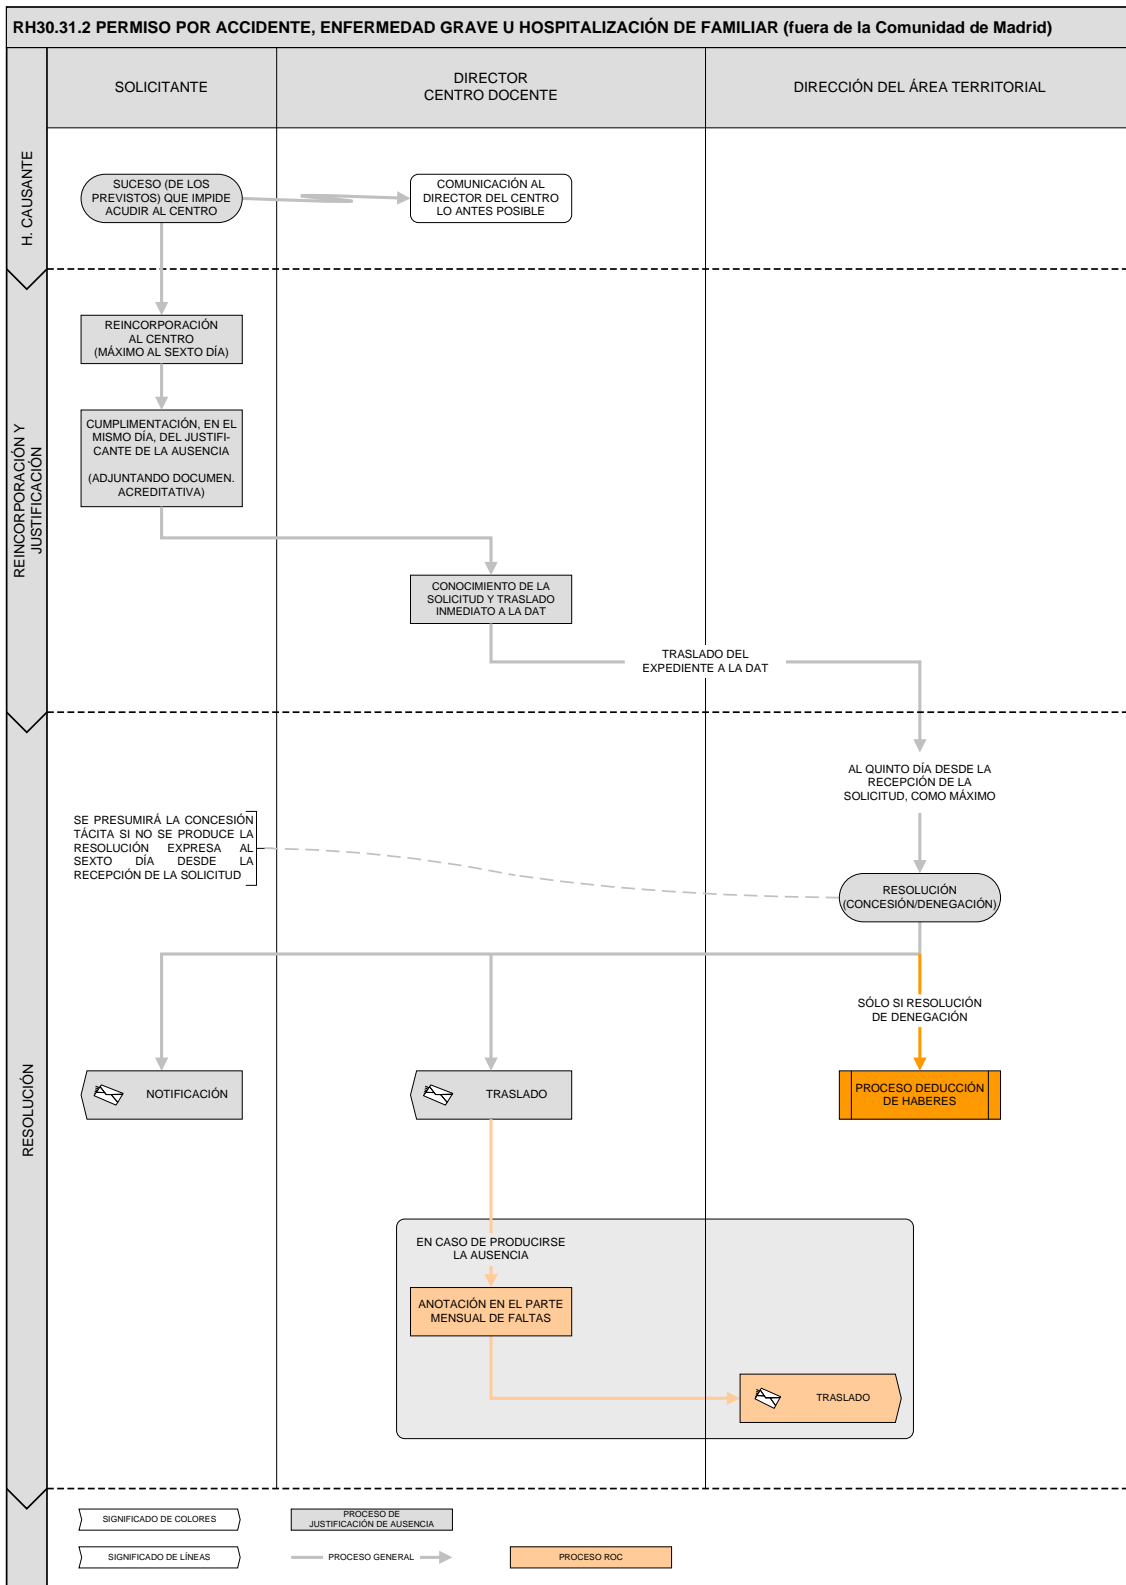 RH30.31.2 PERMISO POR ACCIDENTE, ENFERMEDAD GRAVE U HOSPITALIZACIÓN DE FAMILIAR (fuera de la Comunidad de Madrid)
SOLICITANTE
DIRECTOR
CENTRO DOCENTE
DIRECCIÓN DEL ÁREA TERRITORIAL
H. CAUSANTE
SUCESO (DE LOS
PREVISTOS) QUE IMPIDE
ACUDIR AL CENTRO
COMUNICACIÓN AL
DIRECTOR DEL CENTRO
LO ANTES POSIBLE
REINCORPORACIÓN Y
JUSTIFICACIÓN
REINCORPORACIÓN
AL CENTRO
(MÁXIMO AL SEXTO DÍA)
CUMPLIMENTACIÓN, EN EL
MISMO DÍA, DEL JUSTIFI-
CANTE DE LA AUSENCIA
(ADJUNTANDO DOCUMEN.
ACREDITATIVA)
CONOCIMIENTO DE LA
SOLICITUD Y TRASLADO
INMEDIATO A LA DAT
TRASLADO DEL
EXPEDIENTE A LA DAT
RESOLUCIÓN
AL QUINTO DÍA DESDE LA
RECEPCIÓN DE LA
SOLICITUD, COMO MÁXIMO
SE PRESUMIRÁ LA CONCESIÓN
TÁCITA SI NO SE PRODUCE LA
RESOLUCIÓN EXPRESA AL
SEXTO DÍA DESDE LA
RECEPCIÓN DE LA SOLICITUD
RESOLUCIÓN
(CONCESIÓN/DENEGACIÓN)
SÓLO SI RESOLUCIÓN
DE DENEGACIÓN
NOTIFICACIÓN
TRASLADO
PROCESO DEDUCCIÓN
DE HABERES
EN CASO DE PRODUCIRSE
LA AUSENCIA
ANOTACIÓN EN EL PARTE
MENSUAL DE FALTAS
TRASLADO
SIGNIFICADO DE COLORES
PROCESO DE
JUSTIFICACIÓN DE AUSENCIA
SIGNIFICADO DE LÍNEAS
PROCESO GENERAL
PROCESO ROC